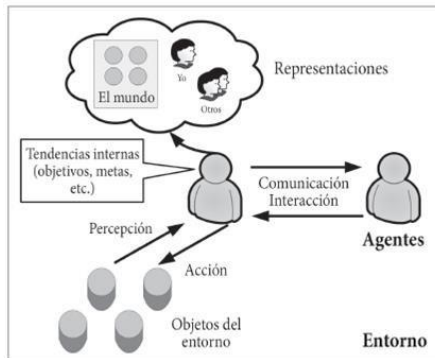 Representaciones
Yo
Otros
El mundo
Tendencias internas
(objetivos, metas,
etc.)
Comunicación
Interacción
Agentes
Percepción
Acción
Objetos del
entorno
Entorno